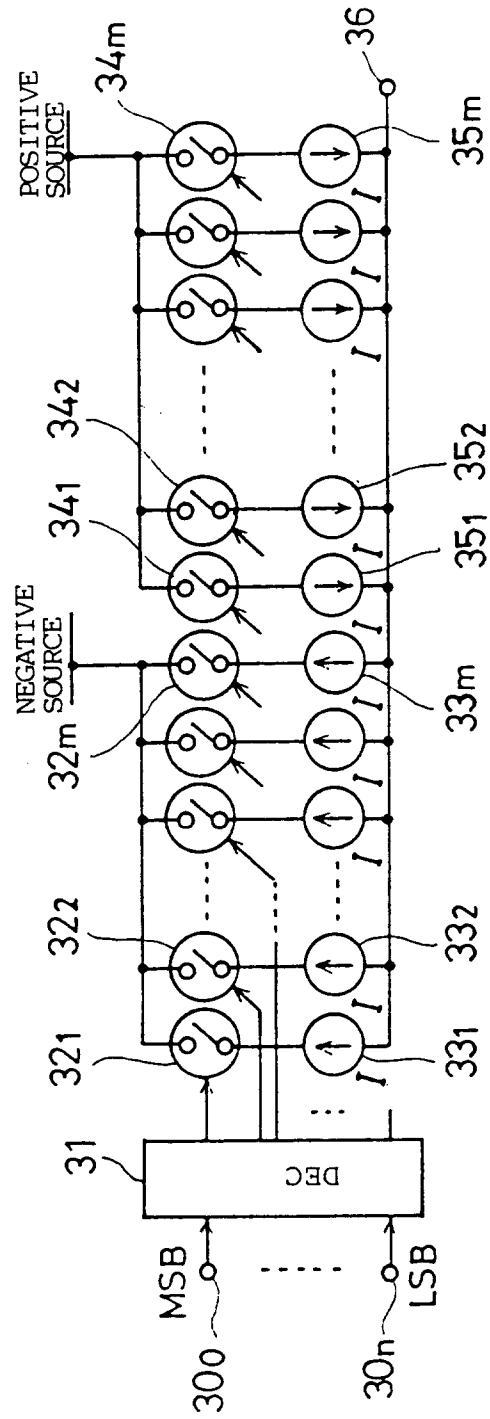 POSITIVE
SOURCE
34m
36
342
341
NEGATIVE
SOURCE
32m
322
321
31
DEC
MSB
LSB
300
30n
I
I
I
I
I
I
I
I
I
I
331
332
33m
351
352
35m